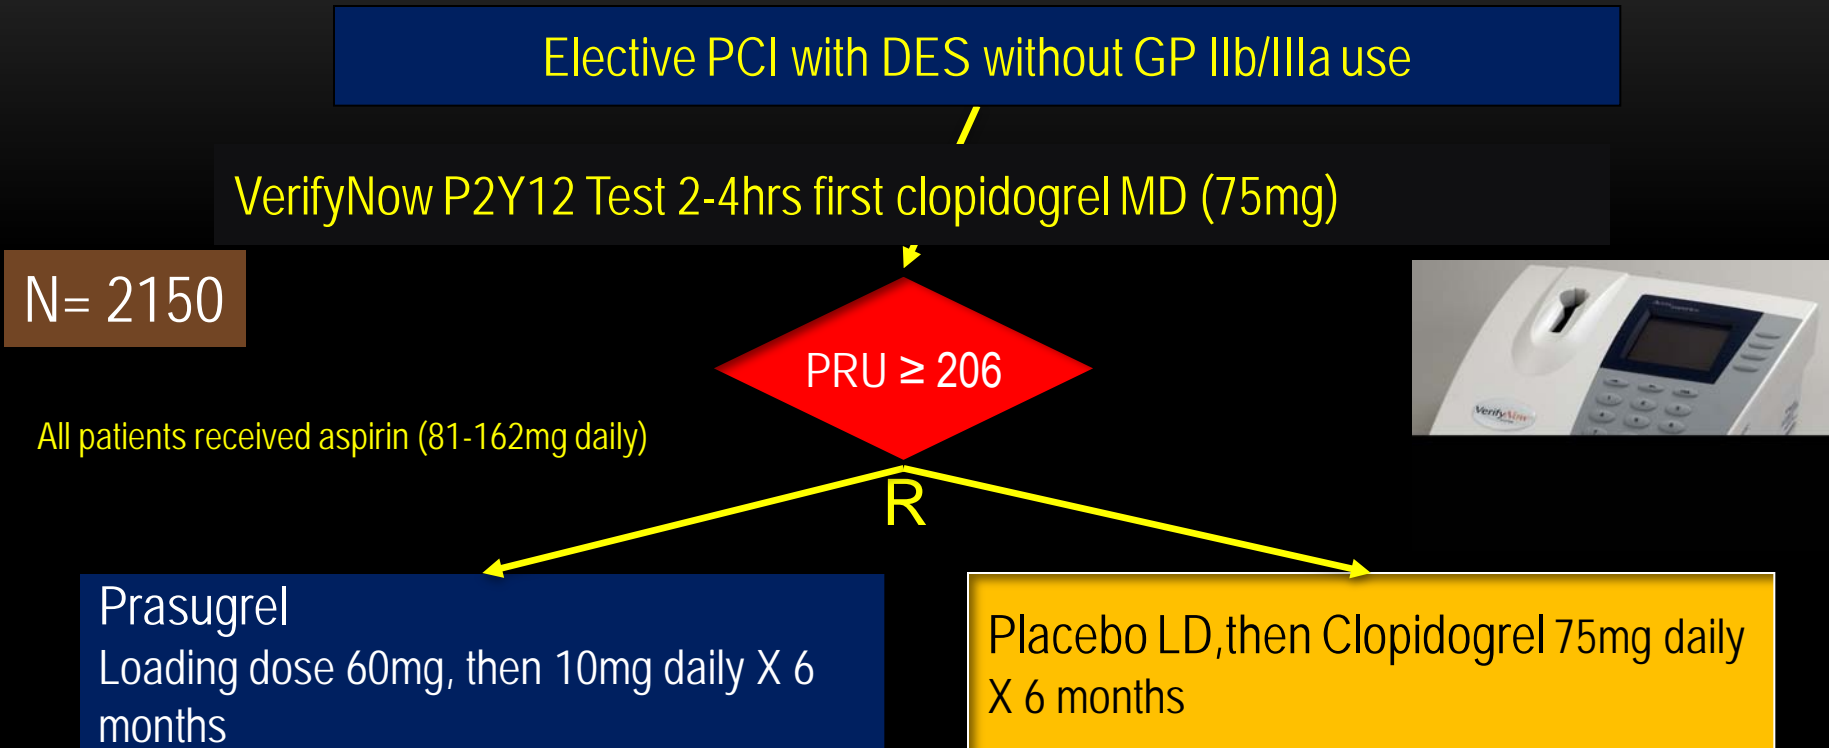 Elective PCI with DES without GP IIb/IIIa use
VerifyNow P2Y12 Test 2-4hrs first clopidogrel MD (75mg)
N= 2150
PRU ≥ 206
VerifyNow
All patients received aspirin (81-162mg daily)
R
Prasugrel
Loading dose 60mg, then 10mg daily X 6
months
Placebo LD,then Clopidogrel 75mg daily
X 6 months